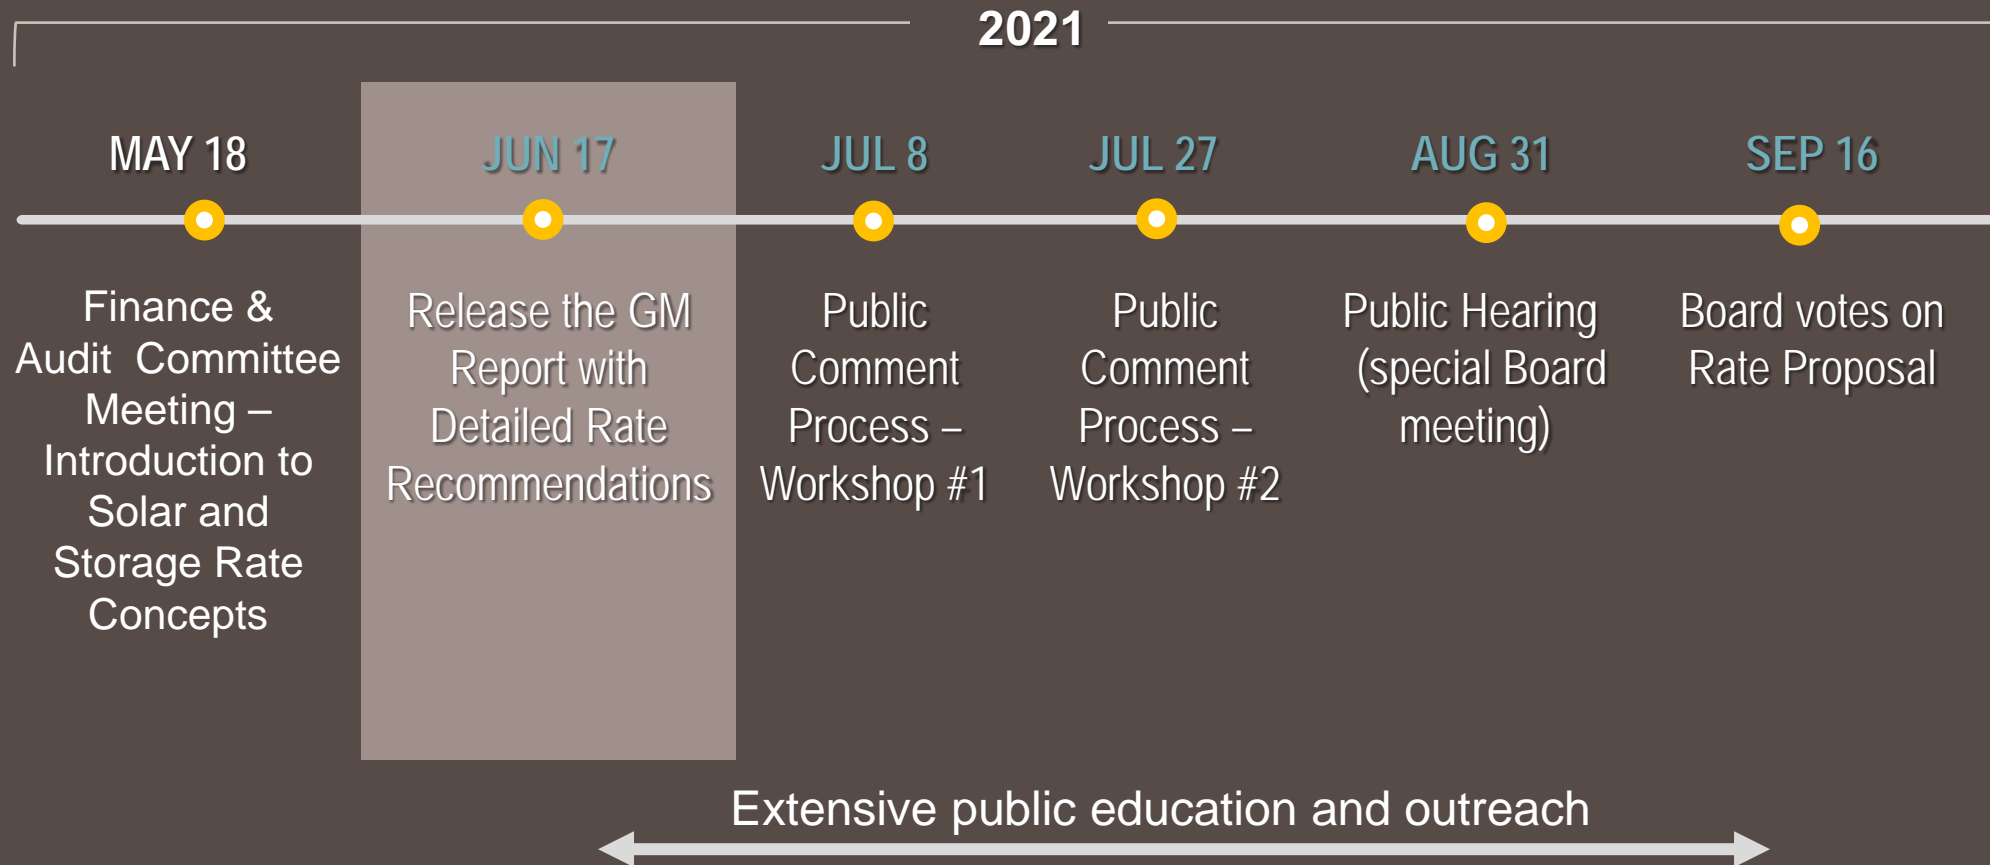 2021
MAY 18
Finance &
Audit Committee
Meeting –
Introduction to
Solar and
Storage Rate
Concepts
JUN 17
Release the GM
Report with
Detailed Rate
Recommendations
JUL 8
Public
Comment
Process –
Workshop #1
JUL 27
Public
Comment
Process –
Workshop #2
AUG 31
Public Hearing
(special Board
meeting)
SEP 16
Board votes on
Rate Proposal
Extensive public education and outreach